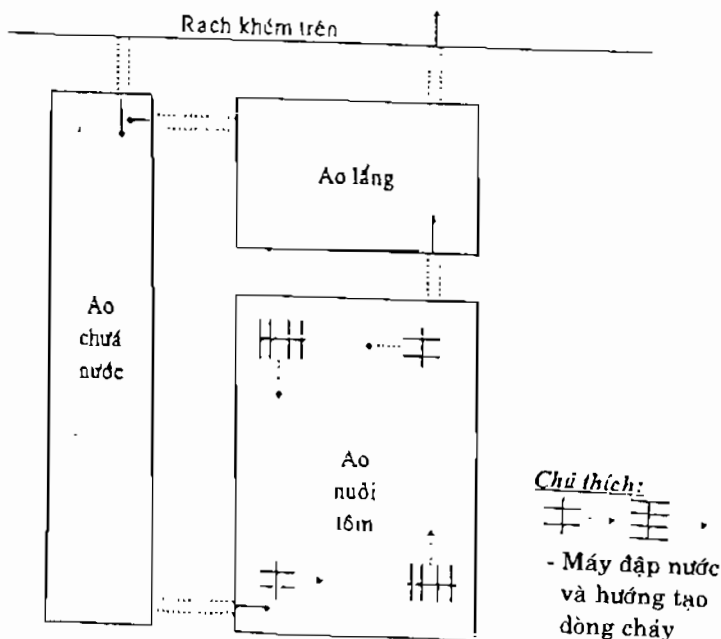 Rạch khém trên
Ao lắng
Ao
chứa
nước
Ao
nuôi
tôm
Chú thích:
- Máy đập nước
và hướng tạo
dòng chảy